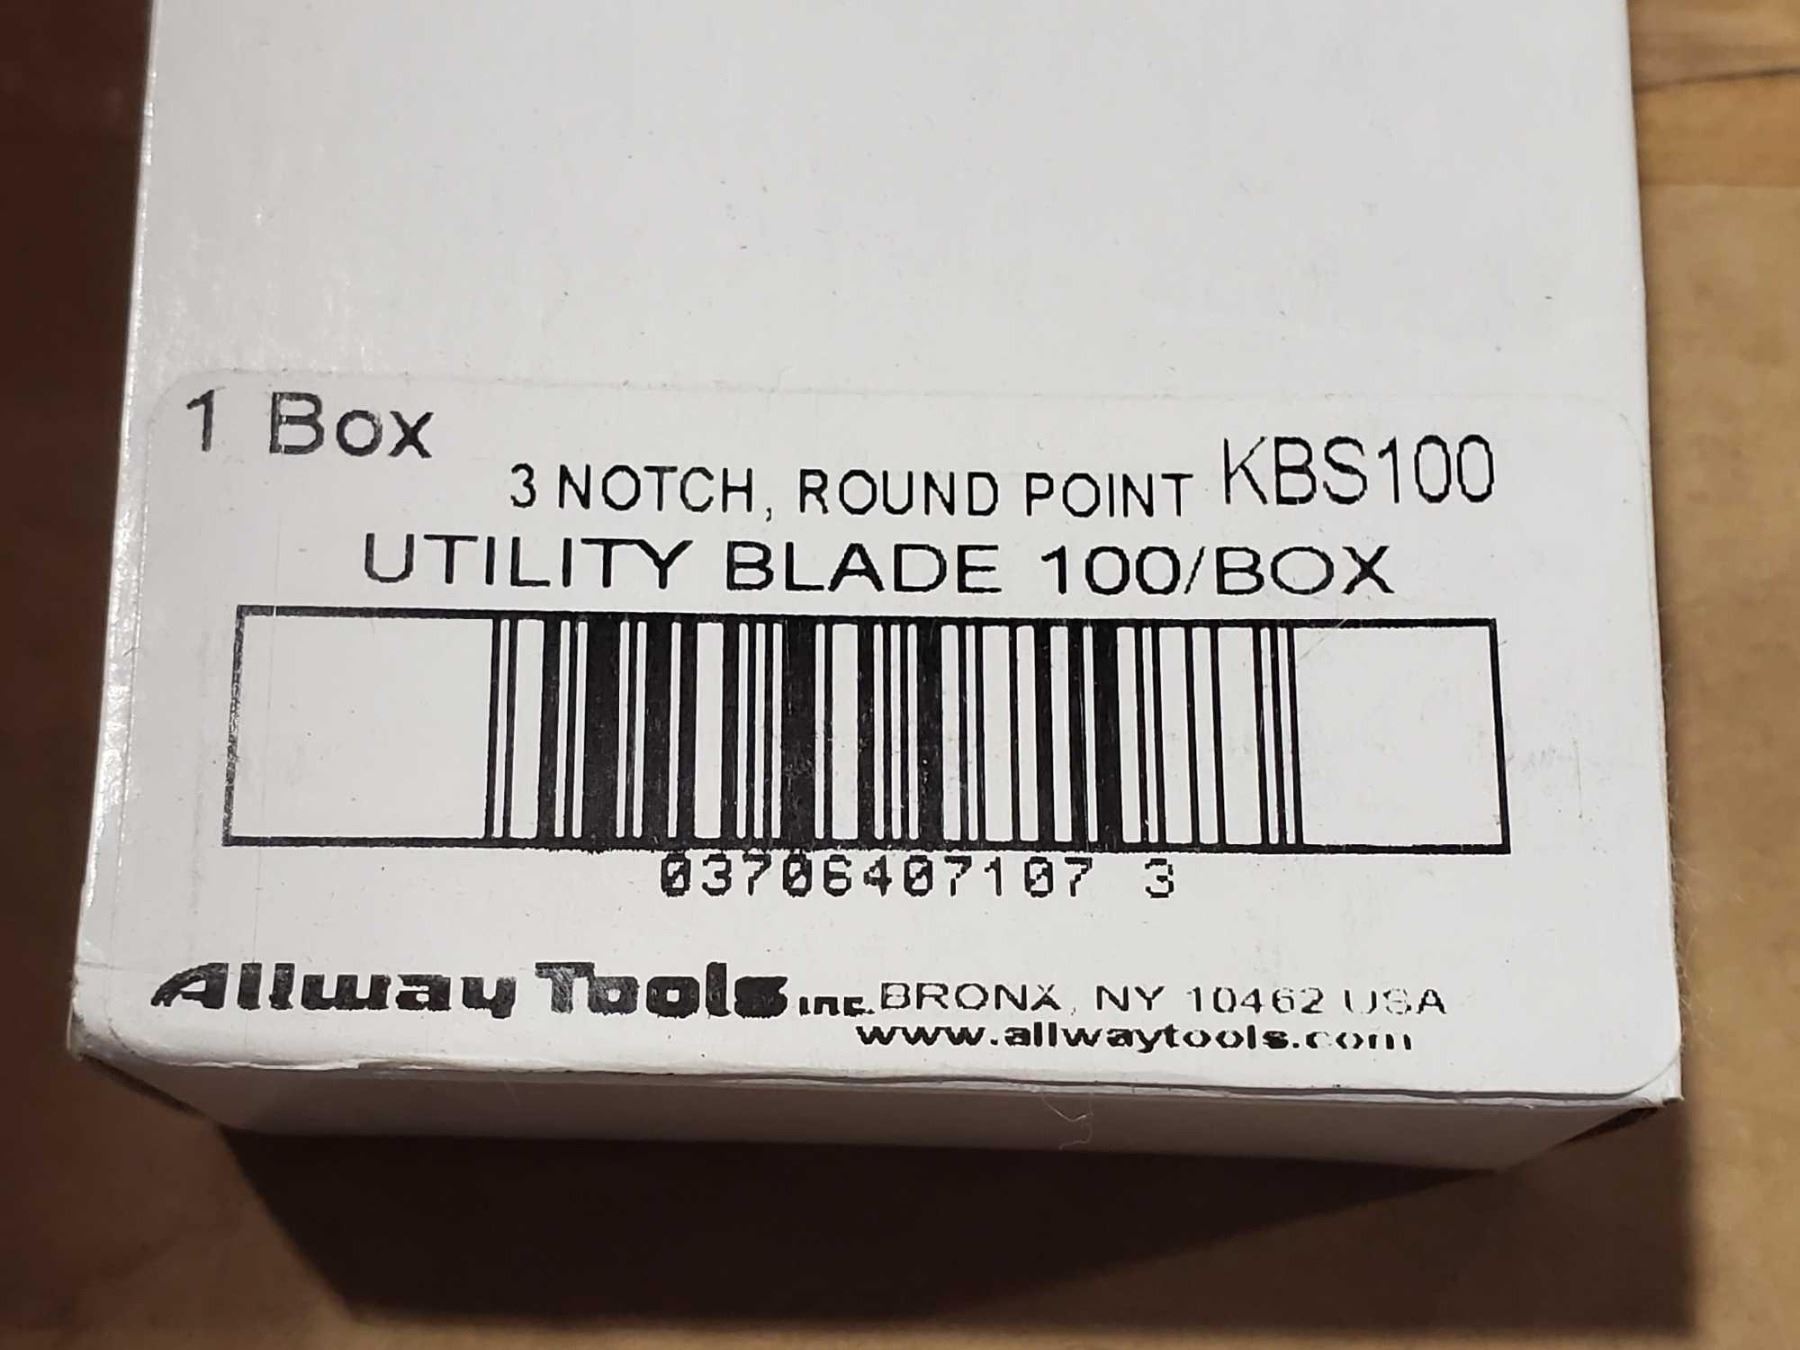 1 Box
3 NOTCH, ROUND POINT KBS100
UTILITY BLADE 100/BOX
03706407107 3
Allway Tools INC. BRONX, NY 10462 USA
www.allwaytools.com